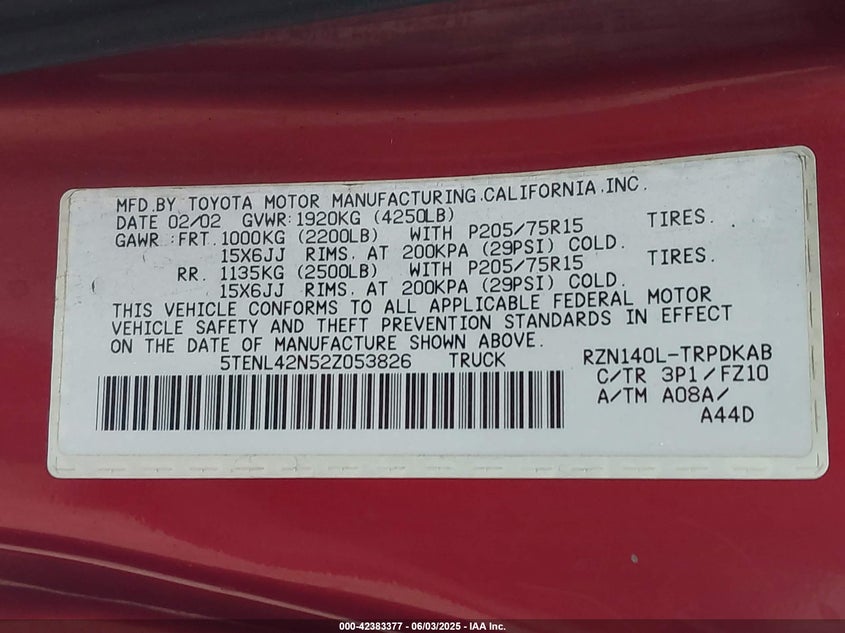 MFD.BY TOYOTA MOTOR MANUFACTURING.CALIFORNIA.INC.
DATE 02/02 GVWR:1920KG (4250LB)
GAWR:FRT.1000KG (2200LB) WITH P205/75R15 TIRES.
15X6JJ RIMS. AT 200KPA (29PSI) COLD.
RR. 1135KG (2500LB) WITH P205/75R15 TIRES.
15X6JJ RIMS. AT 200KPA (29PSI) COLD.
THIS VEHICLE CONFORMS TO ALL APPLICABLE FEDERAL MOTOR
VEHICLE SAFETY AND THEFT PREVENTION STANDARDS IN EFFECT
ON THE DATE OF MANUFACTURE SHOWN ABOVE.
5TENL42N52Z053826 TRUCK RZN140L-TRPDKAB
C/TR 3P1/FZ10
A/TM A08A/
A44D
000-42383377 - 06/03/2025 - IAA Inc.